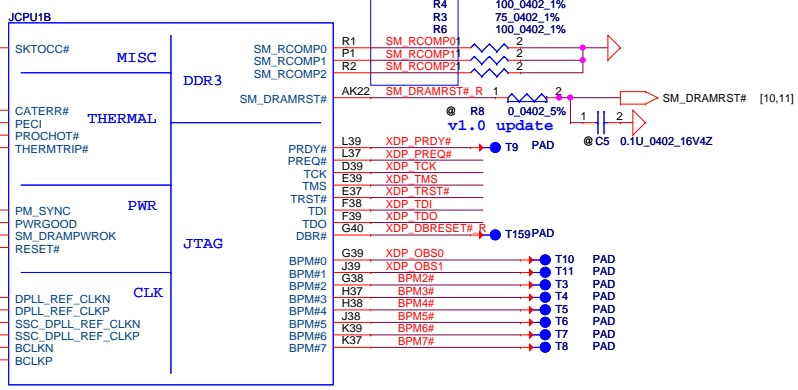 R4 100_0402_1%
R3 75_0402_1%
R6 100_0402_1%
JCPU1B
SKTOCC# MISC SM_RCOMP0 R1 SM_RCOMP0 1 2
SM_RCOMP1 P1 SM_RCOMP1 1 2
DDR3 SM_RCOMP2 R2 SM_RCOMP2 1 2
SM_DRAMRST# AK22 SM_DRAMRST#_R 1 2 SM_DRAMRST# [10,11]
@ R8 0_0402_5%
v1.0 update
1 2
@ C5 0.1U_0402_16V4Z
CATERR# THERMAL
PECI
PROCHOT#
THERMTRIP#
PRDY# L39 XDP_PRDY# T9 PAD
PREQ# L37 XDP_PREQ#
TCK D39 XDP_TCK
TMS E39 XDP_TMS
TRST# E37 XDP_TRST#
PWR TDI F38 XDP_TDI
PM_SYNC
TDO F39 XDP_TDO
PWRGOOD
DBR# G40 XDP_DBRESET#_R T159 PAD
SM_DRAMPWROK JTAG
RESET#
BPM#0 G39 XDP_OBS0 T10 PAD
BPM#1 J39 XDP_OBS1 T11 PAD
BPM#2 G38 BPM2# T3 PAD
CLK
DPLL_REF_CLKN BPM#3 H37 BPM3# T4 PAD
DPLL_REF_CLKP BPM#4 H38 BPM4# T5 PAD
SSC_DPLL_REF_CLKN BPM#5 J38 BPM5# T6 PAD
SSC_DPLL_REF_CLKP BPM#6 K39 BPM6# T7 PAD
BCLKN BPM#7 K37 BPM7# T8 PAD
BCLKP